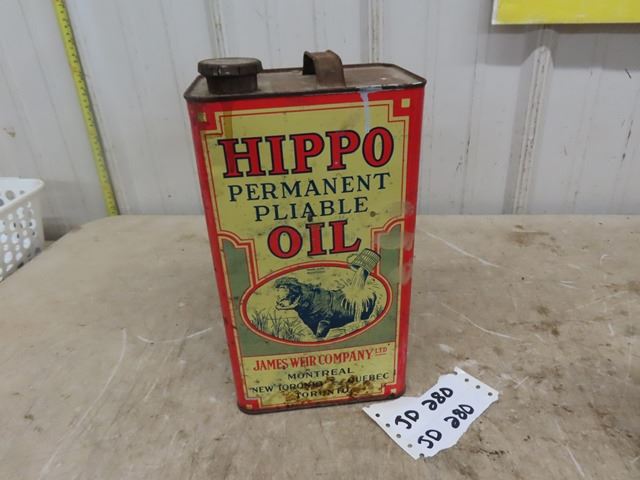 HIPPO
PERMANENT
PLIABLE
OIL
JAMES WEIR COMPANY LTD
MONTREAL
NEW TORONTO QUEBEC
TORONTO
JD 280
JD 280